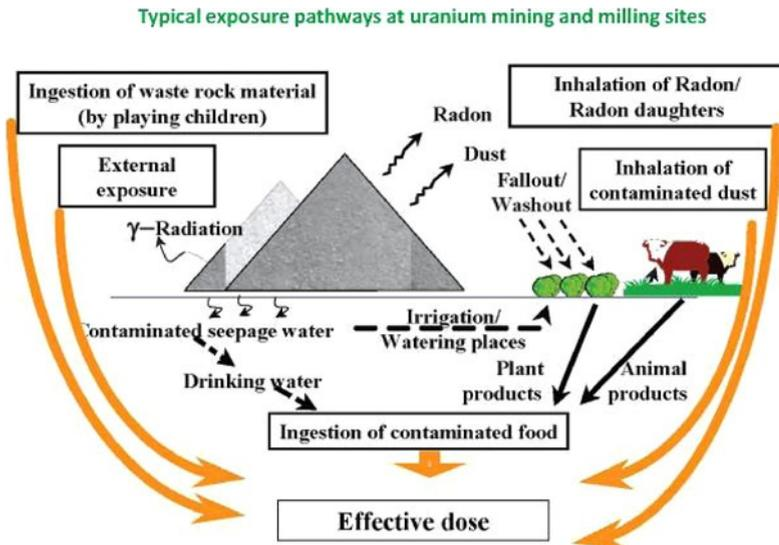 Typical exposure pathways at uranium mining and milling sites
Ingestion of waste rock material
(by playing children)
Inhalation of Radon/
Radon daughters
Radon
External
exposure
Dust
Inhalation of
contaminated dust
Fallout/
Washout
γ–Radiation
Contaminated seepage water
Irrigation/
Watering places
Drinking water
Plant
products
Animal
products
Ingestion of contaminated food
Effective dose